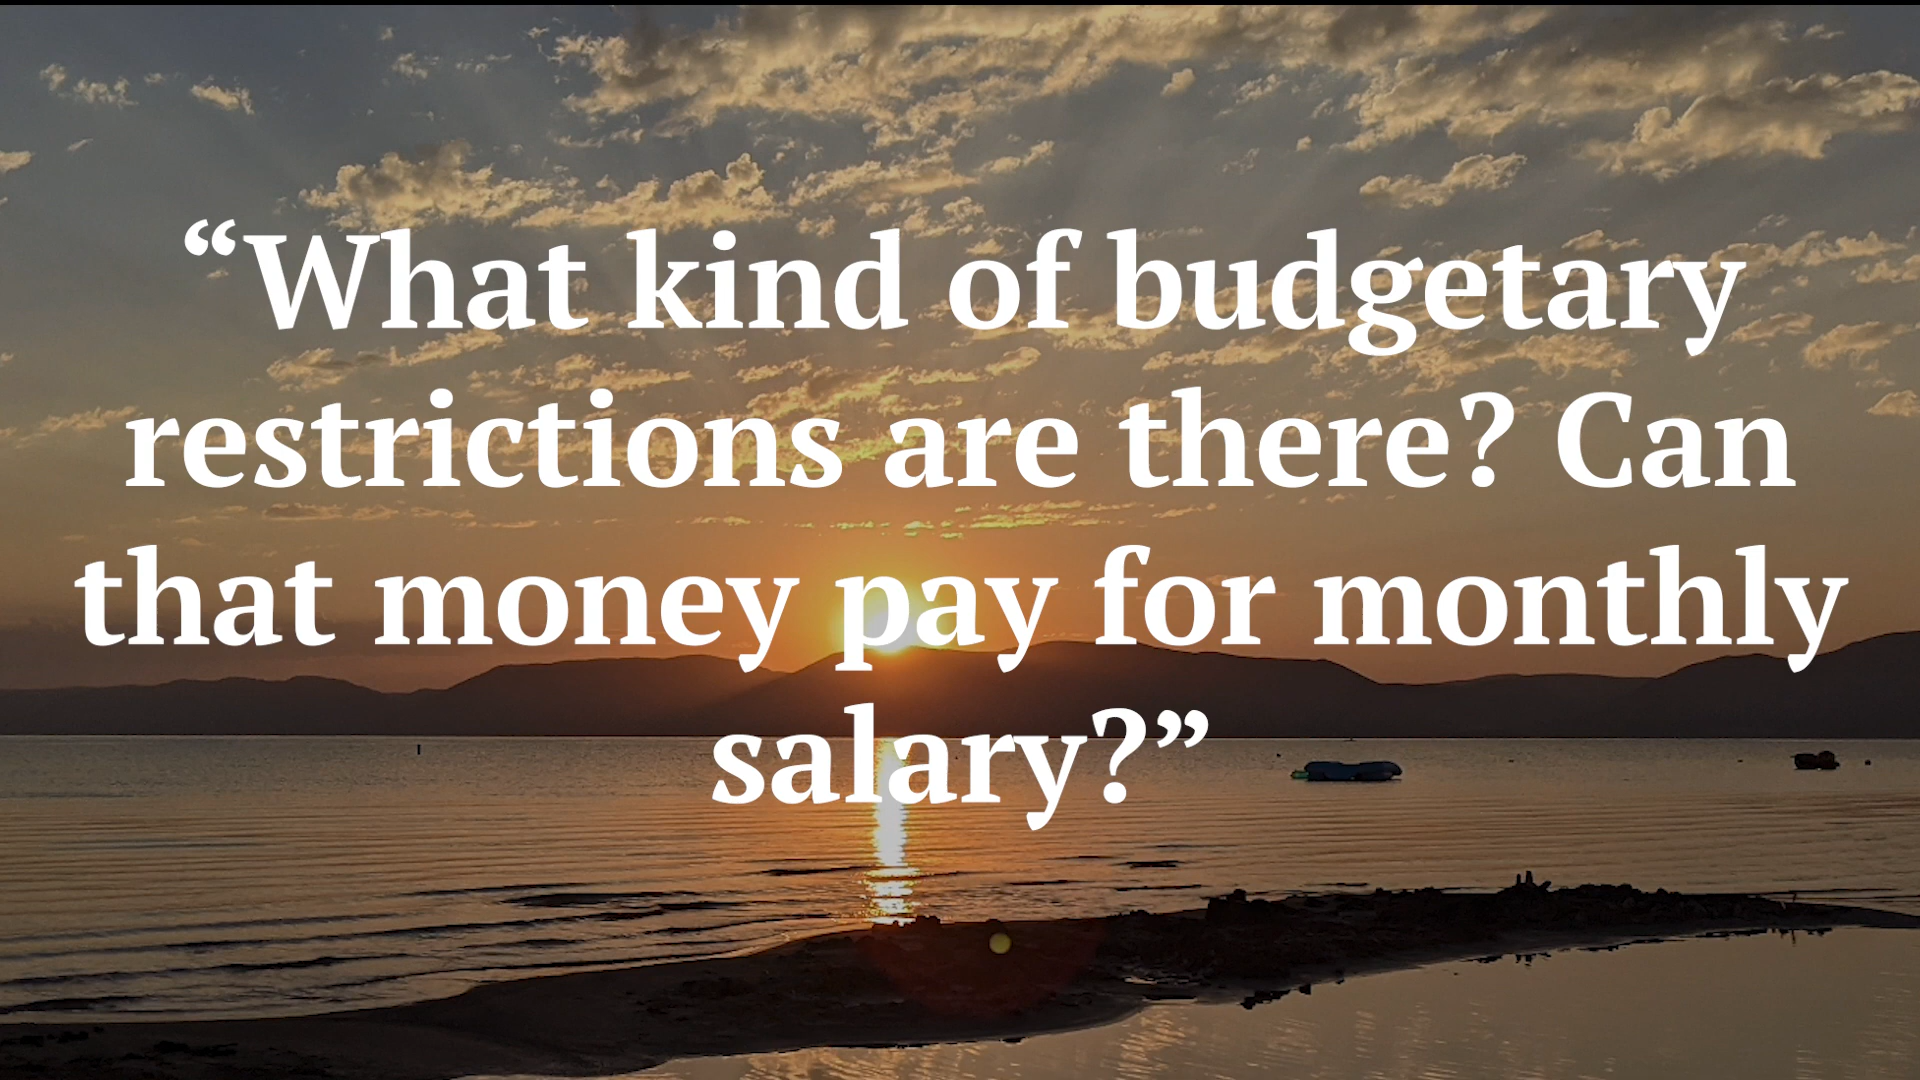 “What kind of budgetary
restrictions are there? Can
that money pay for monthly
salary?”